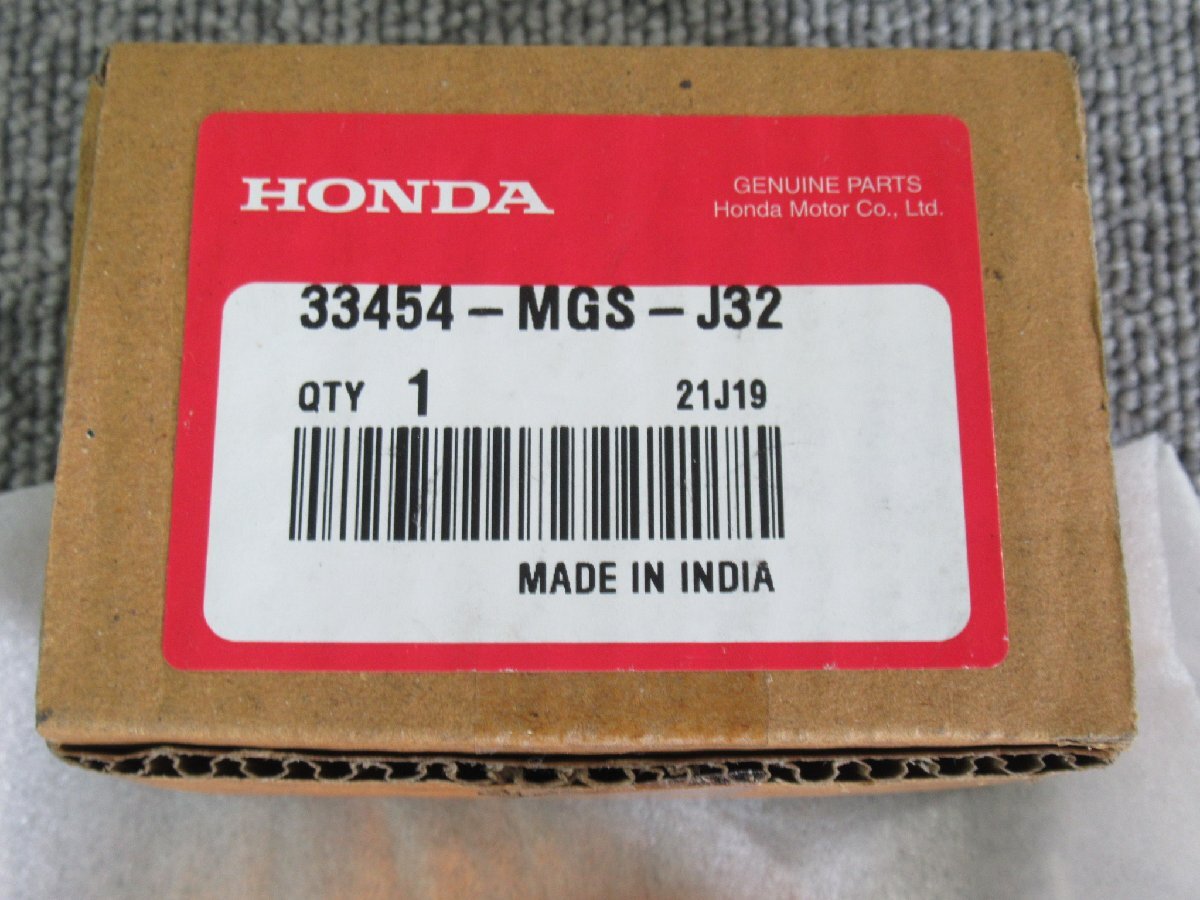 HONDA
GENUINE PARTS
Honda Motor Co., Ltd.
33454-MGS-J32
QTY 1 21J19
MADE IN INDIA